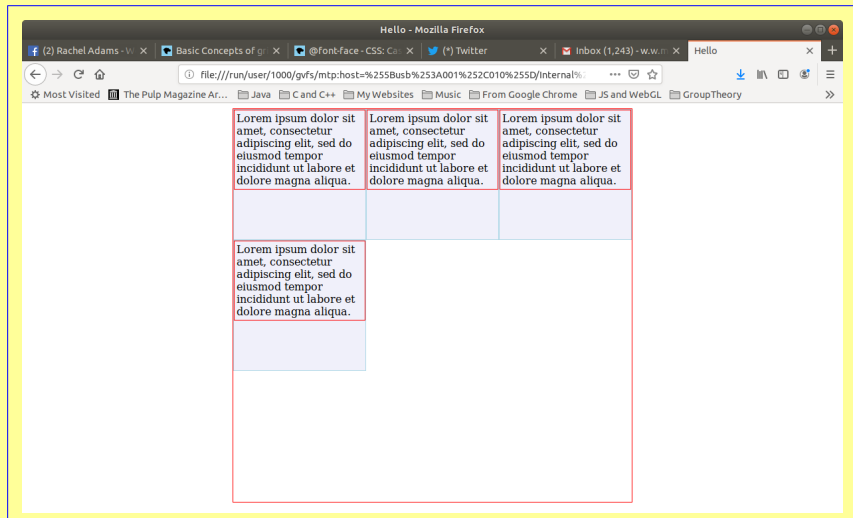 Hello - Mozilla Firefox
(2) Rachel Adams - W
Basic Concepts of gr
@font-face - CSS: Cas
(*) Twitter
Inbox (1,243) - w.w.m
Hello
file:///run/user/1000/gvfs/mtp:host=%255Busb%253A001%252C010%255D/Internal%
Most Visited
The Pulp Magazine Ar...
Java
C and C++
My Websites
Music
From Google Chrome
JS and WebGL
GroupTheory
Lorem ipsum dolor sit
amet, consectetur
adipiscing elit, sed do
eiusmod tempor
incididunt ut labore et
dolore magna aliqua.
Lorem ipsum dolor sit
amet, consectetur
adipiscing elit, sed do
eiusmod tempor
incididunt ut labore et
dolore magna aliqua.
Lorem ipsum dolor sit
amet, consectetur
adipiscing elit, sed do
eiusmod tempor
incididunt ut labore et
dolore magna aliqua.
Lorem ipsum dolor sit
amet, consectetur
adipiscing elit, sed do
eiusmod tempor
incididunt ut labore et
dolore magna aliqua.